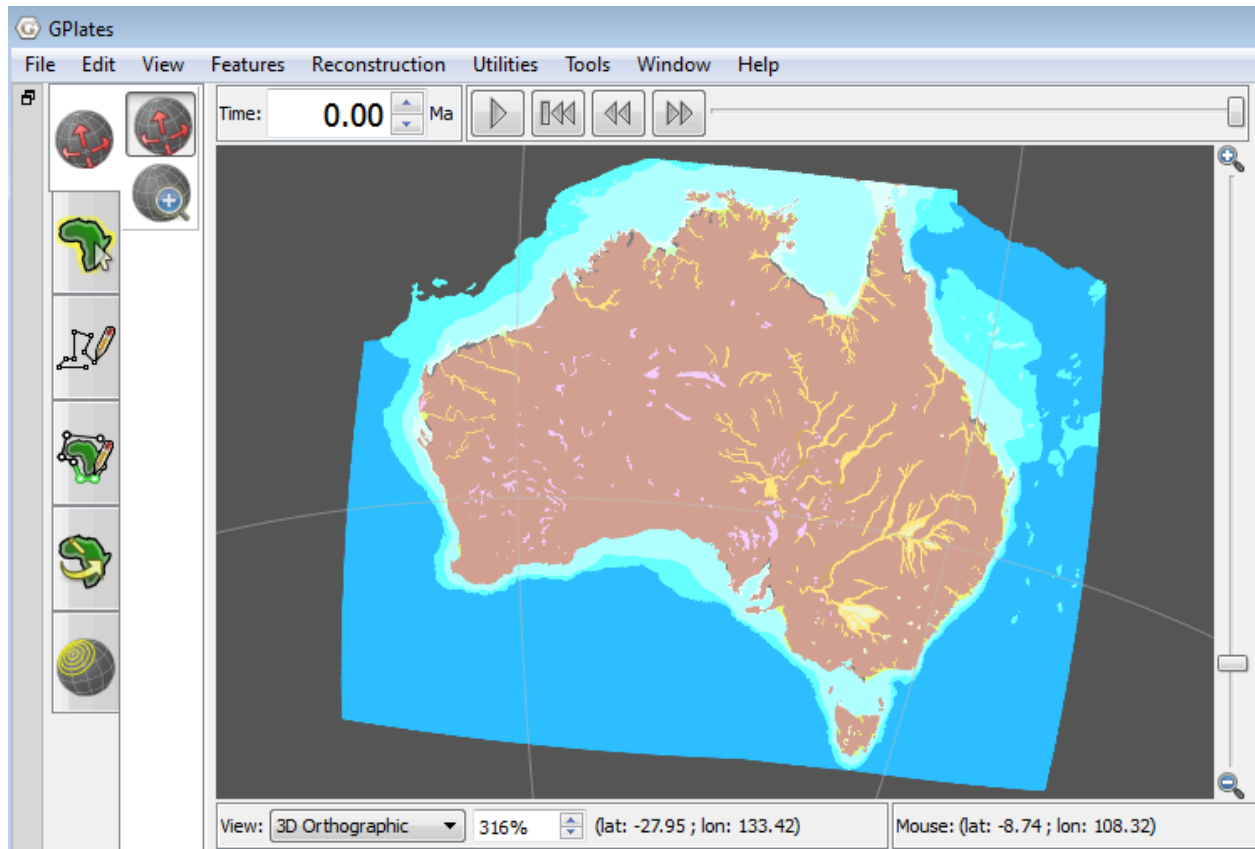 GPlates
File Edit View Features Reconstruction Utilities Tools Window Help
Time: 0.00 Ma
View: 3D Orthographic 316% (lat: -27.95 ; lon: 133.42) Mouse: (lat: -8.74 ; lon: 108.32)